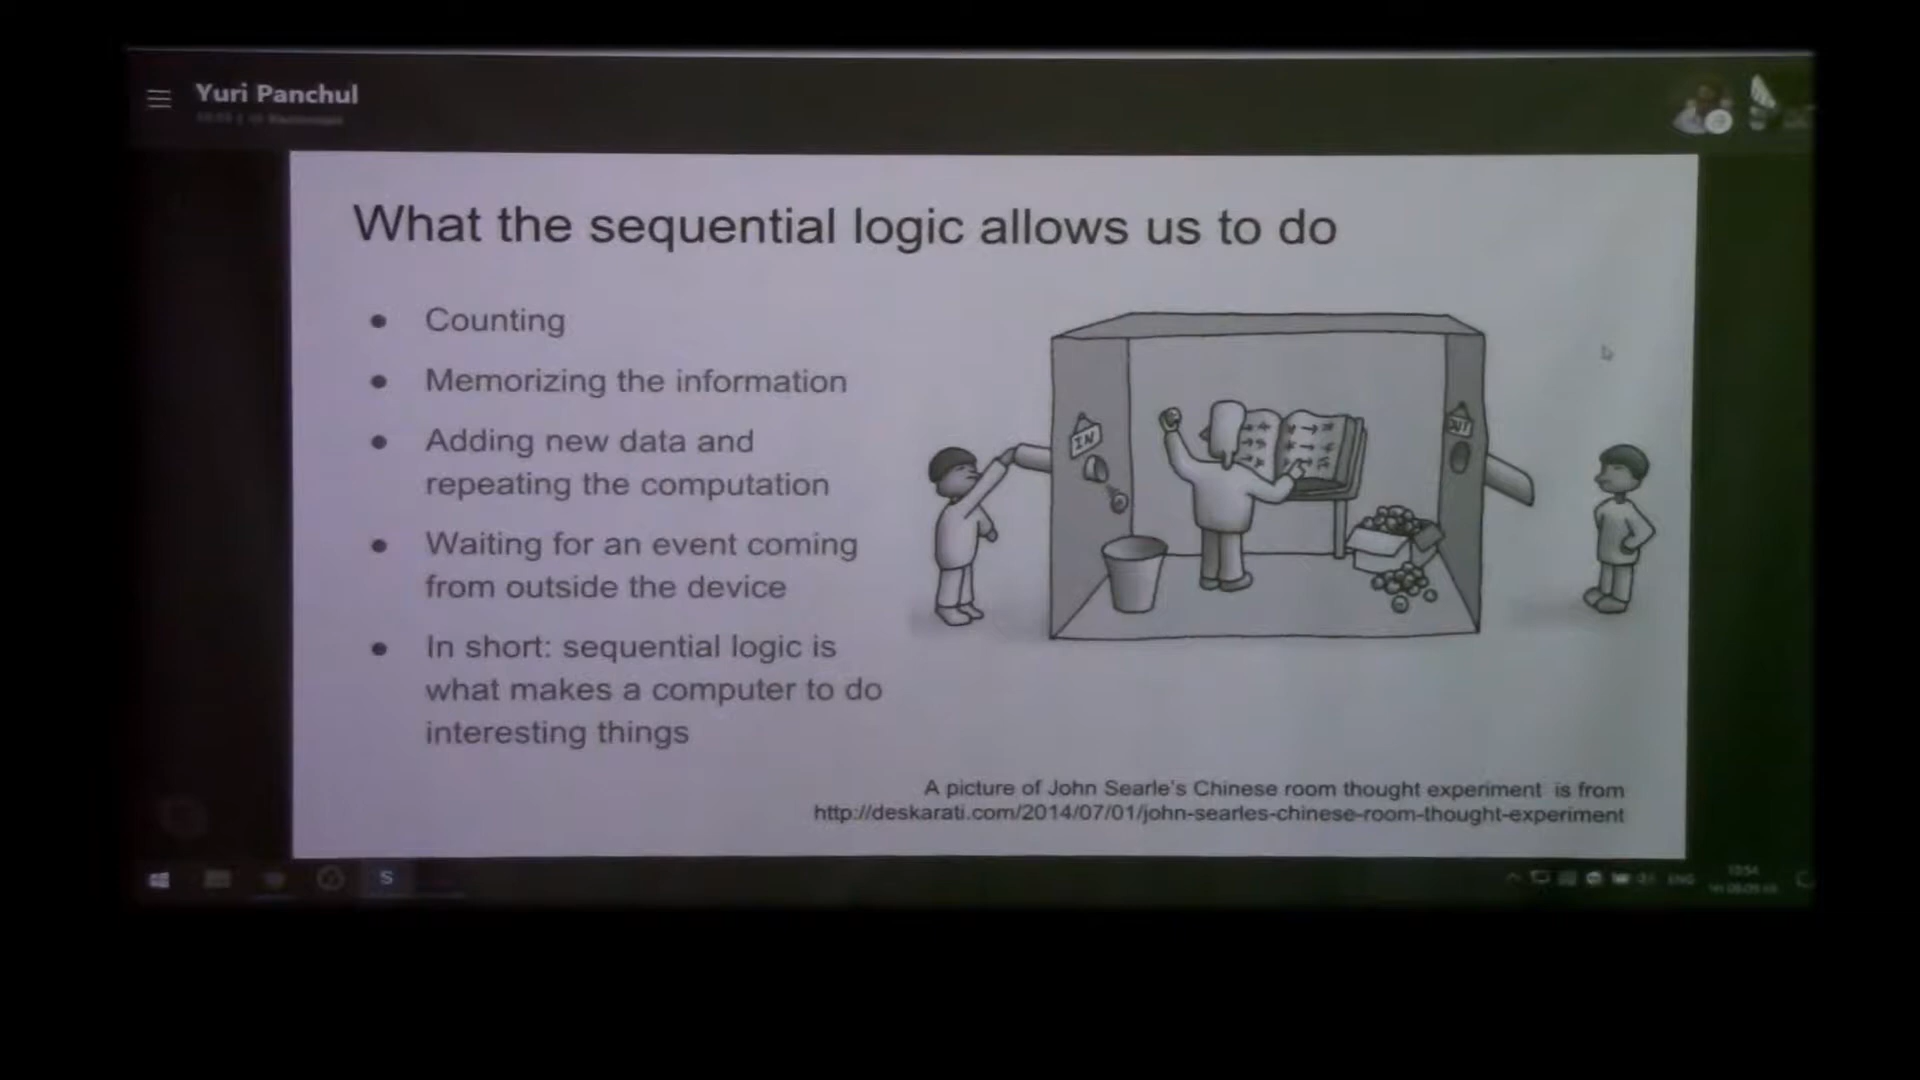 Yuri Panchul
What the sequential logic allows us to do
● Counting
● Memorizing the information
● Adding new data and
repeating the computation
● Waiting for an event coming
from outside the device
● In short: sequential logic is
what makes a computer to do
interesting things
IN
OUT
A picture of John Searle's Chinese room thought experiment is from
http://deskarati.com/2014/07/01/john-searles-chinese-room-thought-experiment
S
ENG
10:54